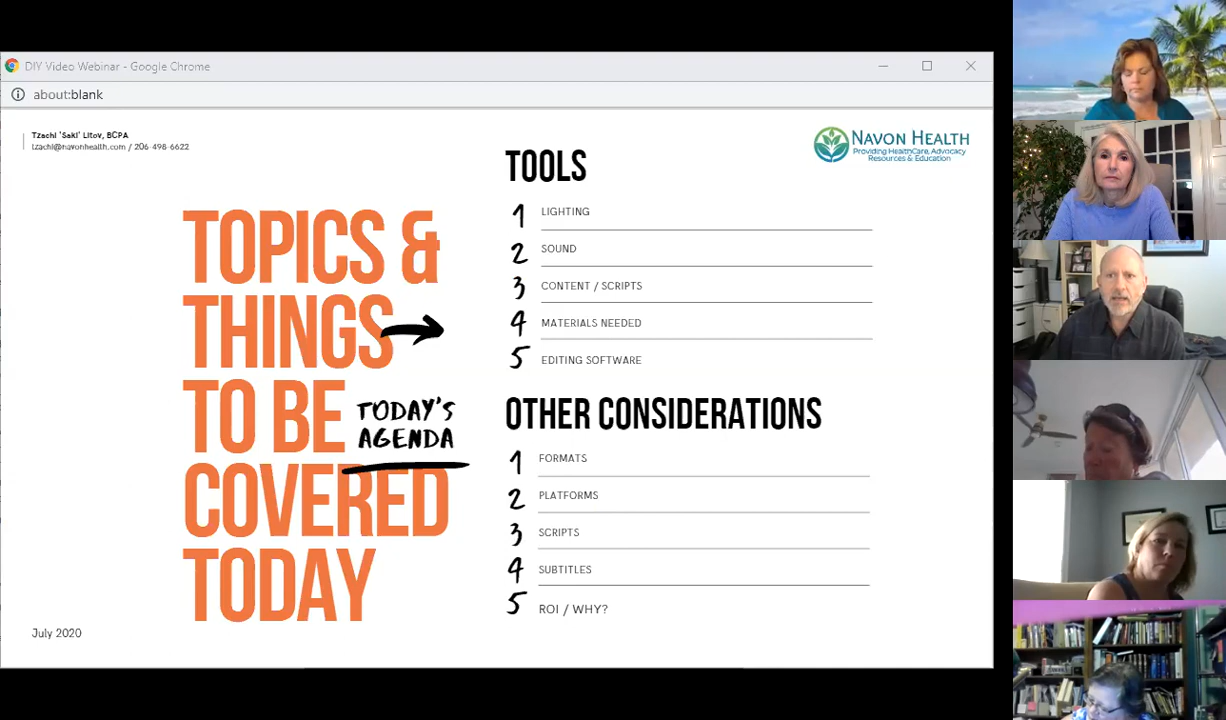 DIY Video Webinar - Google Chrome
about:blank
Tzachi 'Saki' Litov, BCPA
tzachi@navonhealth.com / 206-498-6622
NAVON HEALTH
Providing HealthCare, Advocacy
Resources & Education
TOPICS &
THINGS
TO BE
COVERED
TODAY
TODAY'S
AGENDA
TOOLS
1 LIGHTING
2 SOUND
3 CONTENT / SCRIPTS
4 MATERIALS NEEDED
5 EDITING SOFTWARE
OTHER CONSIDERATIONS
1 FORMATS
2 PLATFORMS
3 SCRIPTS
4 SUBTITLES
5 ROI / WHY?
July 2020